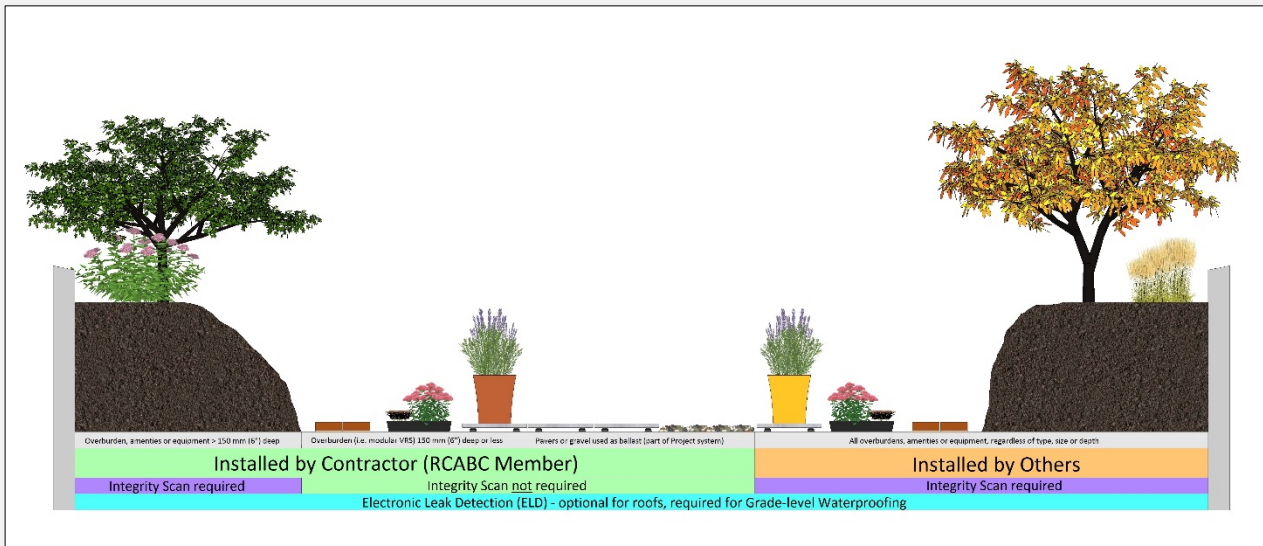 Overburden, amenities or equipment > 150 mm (6") deep
Overburden (i.e. modular VRS) 150 mm (6") deep or less
Pavers or gravel used as ballast (part of Project system)
All overburdens, amenities or equipment, regardless of type, size or depth
Installed by Contractor (RCABC Member)
Installed by Others
Integrity Scan required
Integrity Scan not required
Integrity Scan required
Electronic Leak Detection (ELD) - optional for roofs, required for Grade-level Waterproofing